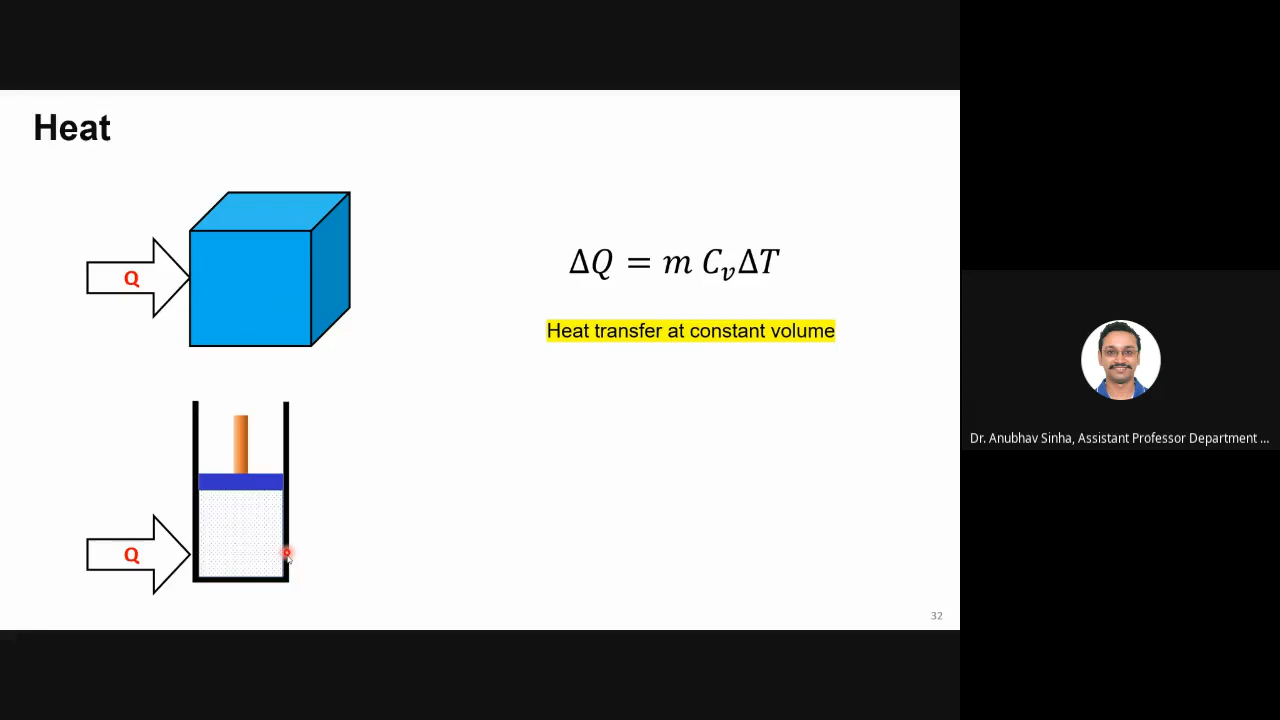 Heat
Q
ΔQ = m C_v ΔT
Heat transfer at constant volume
Q
32
Dr. Anubhav Sinha, Assistant Professor Department ...